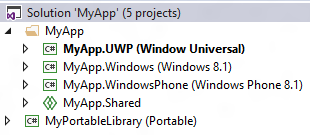 Solution 'MyApp' (5 projects)
MyApp
C# MyApp.UWP (Window Universal)
C# MyApp.Windows (Windows 8.1)
C# MyApp.WindowsPhone (Windows Phone 8.1)
MyApp.Shared
C# MyPortableLibrary (Portable)